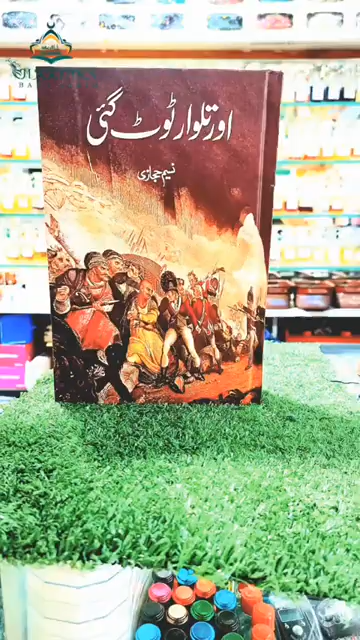 اور تلوار ٹوٹ گئی
نسیم حجازی